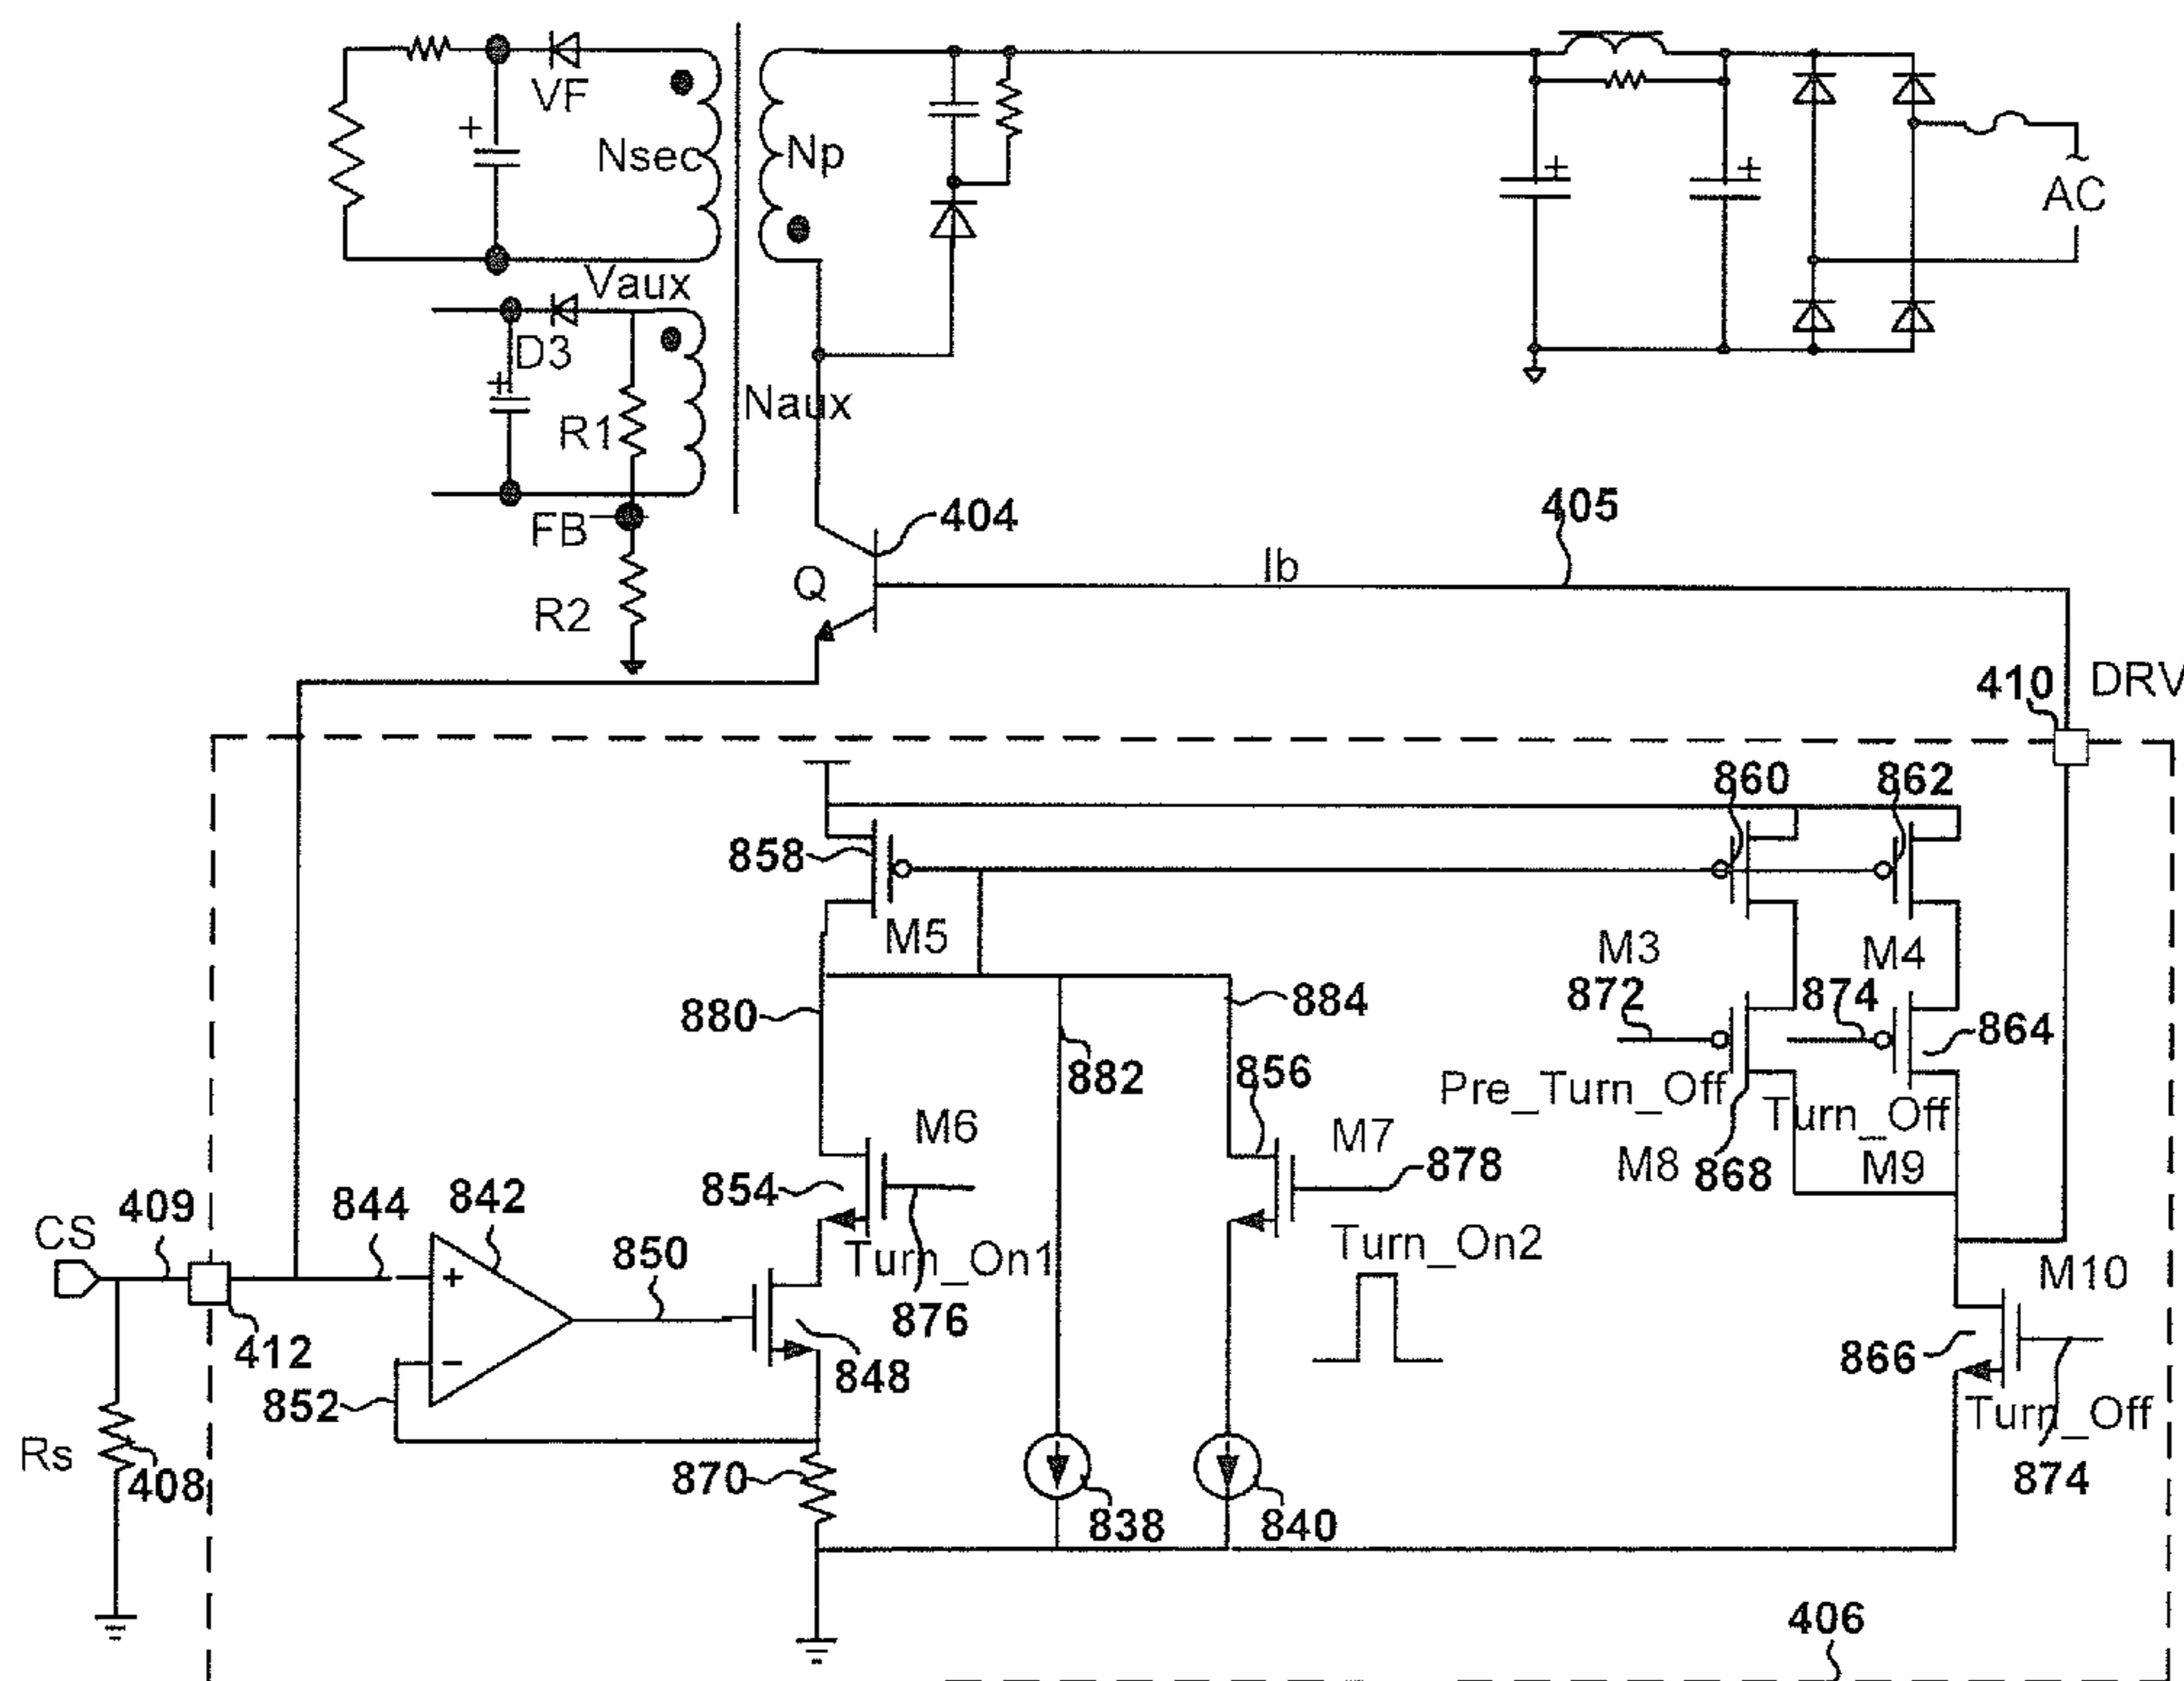 VF
+
Nsec
Np
+
+
~
AC
Vaux
D3
+
R1
Naux
FB
404
405
Ib
Q
R2
410
DRV
858
860
862
M5
M3
M4
880
884
872
874
864
882
856
Pre_Turn_Off
Turn_Off
M6
M7
878
M8
868
M9
854
409
844
842
CS
850
Turn_On1
Turn_On2
M10
+
876
412
848
866
852
−
Turn_Off
Rs
408
870
874
838
840
406